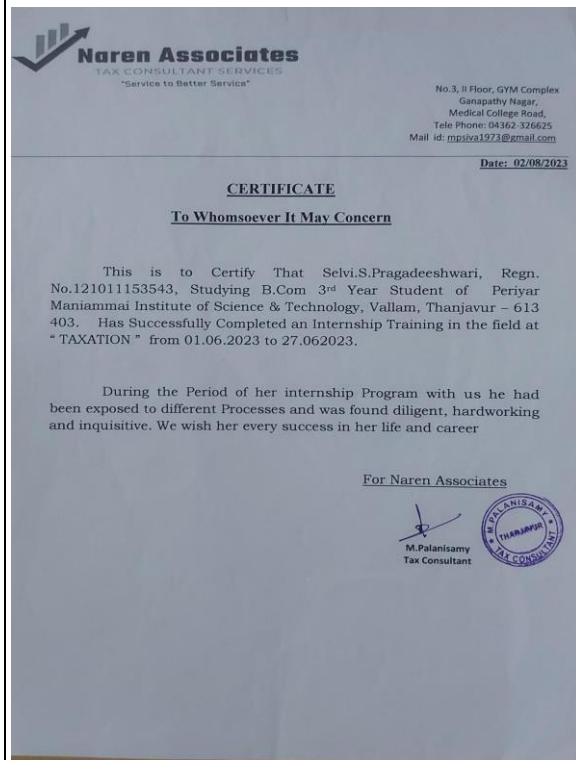 Naren Associates
TAX CONSULTANT SERVICES
"Service to Better Service"
No.3, II Floor, GYM Complex
Ganapathy Nagar,
Medical College Road,
Tele Phone: 04362-326625
Mail id: mpsiva1973@gmail.com
Date: 02/08/2023
CERTIFICATE
To Whomsoever It May Concern
This is to Certify That Selvi.S.Pragadeeshwari, Regn.
No.121011153543, Studying B.Com 3rd Year Student of Periyar
Maniammai Institute of Science & Technology, Vallam, Thanjavur – 613
403. Has Successfully Completed an Internship Training in the field at
“ TAXATION ” from 01.06.2023 to 27.062023.
During the Period of her internship Program with us he had
been exposed to different Processes and was found diligent, hardworking
and inquisitive. We wish her every success in her life and career
For Naren Associates
M.Palanisamy
Tax Consultant
M.PALANISAMY
THANJAVUR
TAX CONSULTANT